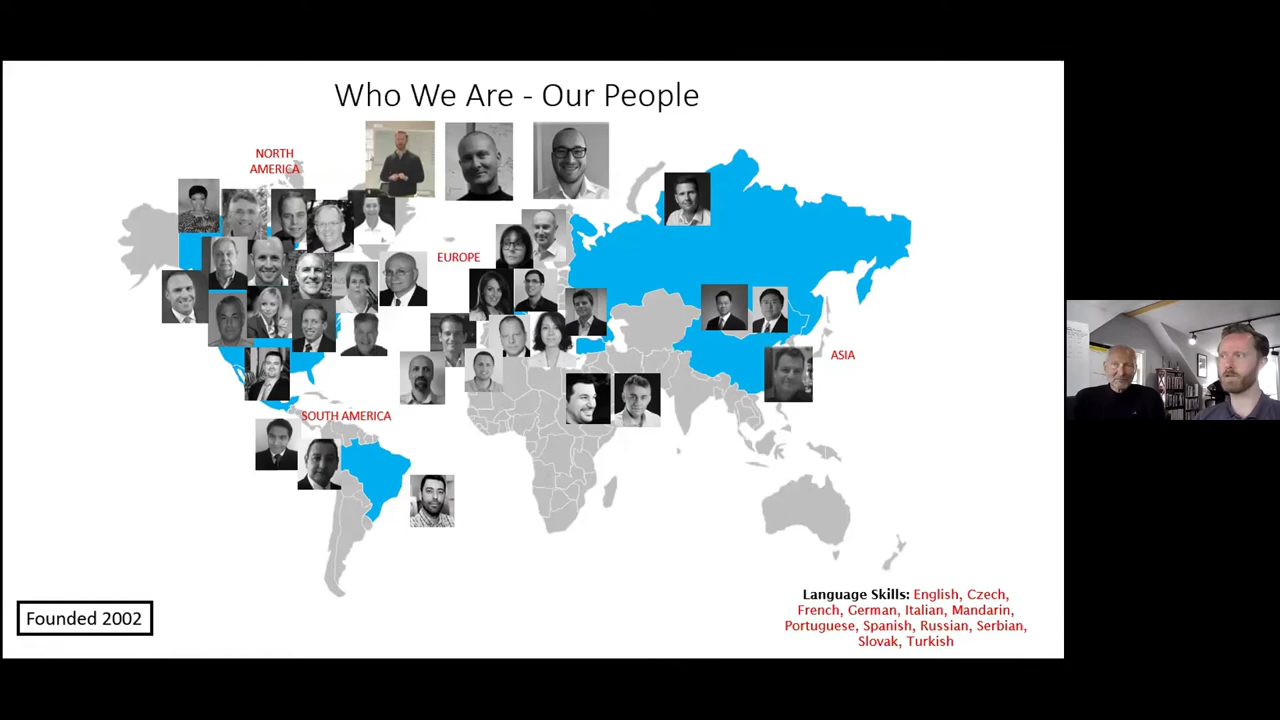 Who We Are - Our People
NORTH
AMERICA
EUROPE
ASIA
SOUTH AMERICA
Founded 2002
Language Skills: English, Czech,
French, German, Italian, Mandarin,
Portuguese, Spanish, Russian, Serbian,
Slovak, Turkish